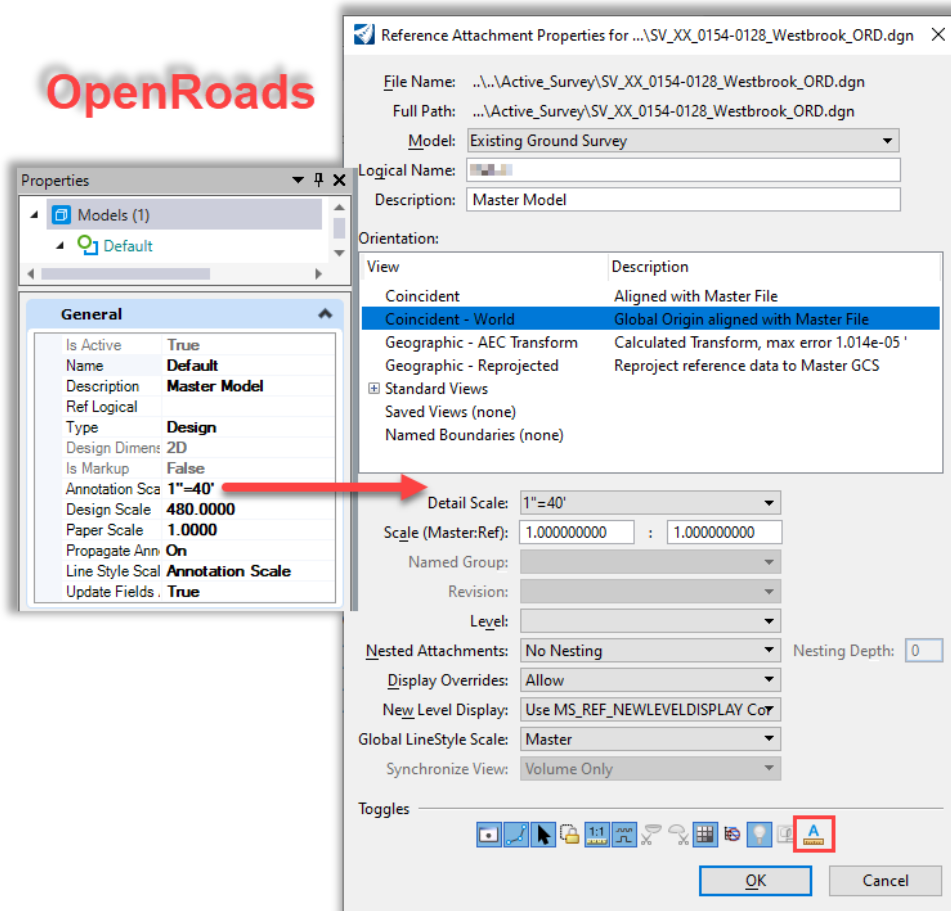 OpenRoads
Reference Attachment Properties for ...\SV_XX_0154-0128_Westbrook_ORD.dgn
File Name: ..\..\Active_Survey\SV_XX_0154-0128_Westbrook_ORD.dgn
Full Path: ...\Active_Survey\SV_XX_0154-0128_Westbrook_ORD.dgn
Model: Existing Ground Survey
Logical Name:
Description: Master Model
Orientation:
View Description
Coincident Aligned with Master File
Coincident - World Global Origin aligned with Master File
Geographic - AEC Transform Calculated Transform, max error 1.014e-05 '
Geographic - Reprojected Reproject reference data to Master GCS
Standard Views
Saved Views (none)
Named Boundaries (none)
Detail Scale: 1"=40'
Scale (Master:Ref): 1.000000000 : 1.000000000
Named Group:
Revision:
Level:
Nested Attachments: No Nesting Nesting Depth: 0
Display Overrides: Allow
New Level Display: Use MS_REF_NEWLEVELDISPLAY Cor
Global LineStyle Scale: Master
Synchronize View: Volume Only
Toggles
1:1 A
OK Cancel
Properties
Models (1)
Default
General
Is Active True
Name Default
Description Master Model
Ref Logical
Type Design
Design Dimens 2D
Is Markup False
Annotation Sca 1"=40'
Design Scale 480.0000
Paper Scale 1.0000
Propagate Ann On
Line Style Scal Annotation Scale
Update Fields . True